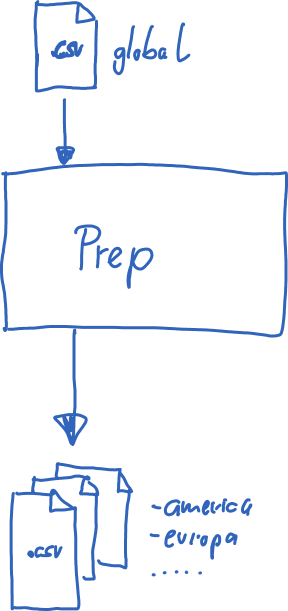 .csv global
Prep
.csv
-america
-europa
.....